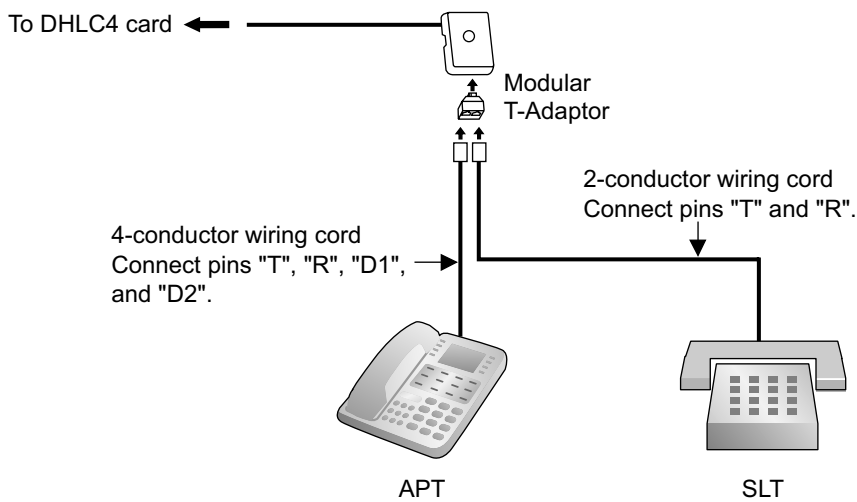 To DHLC4 card
Modular
T-Adaptor
2-conductor wiring cord
Connect pins "T" and "R".
4-conductor wiring cord
Connect pins "T", "R", "D1",
and "D2".
APT
SLT